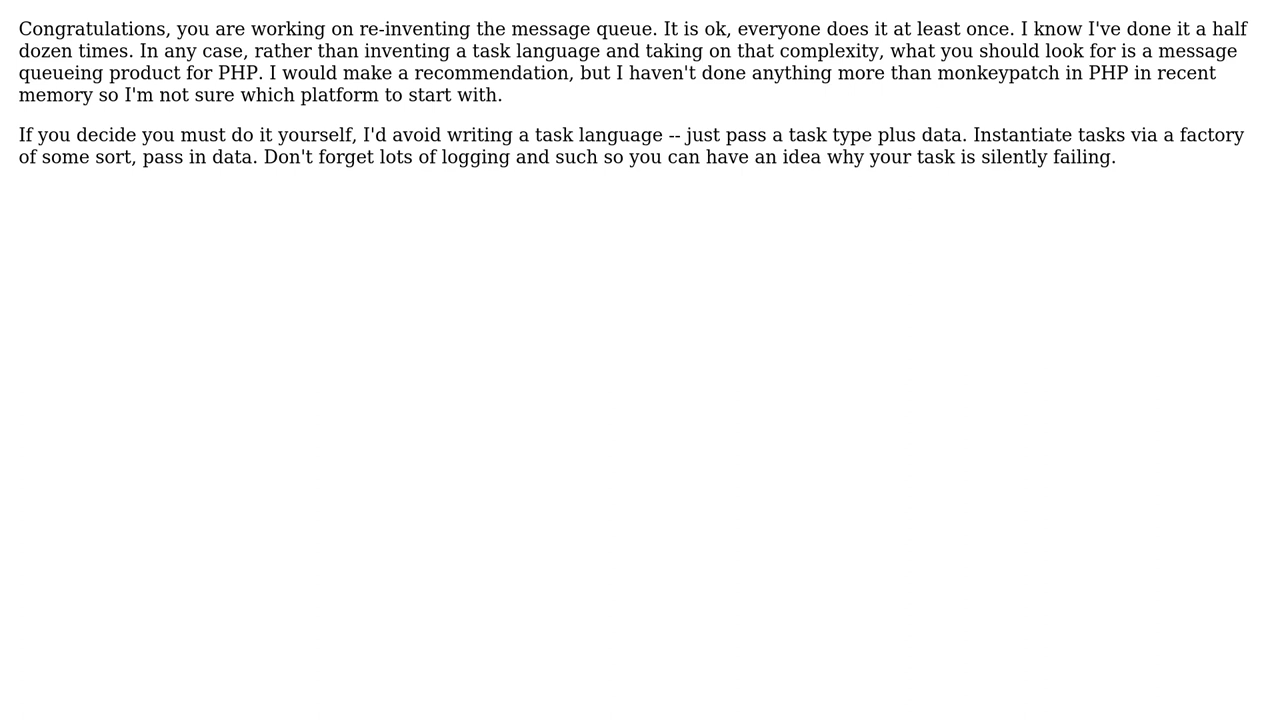 Congratulations, you are working on re-inventing the message queue. It is ok, everyone does it at least once. I know I've done it a half
dozen times. In any case, rather than inventing a task language and taking on that complexity, what you should look for is a message
queueing product for PHP. I would make a recommendation, but I haven't done anything more than monkeypatch in PHP in recent
memory so I'm not sure which platform to start with.
If you decide you must do it yourself, I'd avoid writing a task language -- just pass a task type plus data. Instantiate tasks via a factory
of some sort, pass in data. Don't forget lots of logging and such so you can have an idea why your task is silently failing.